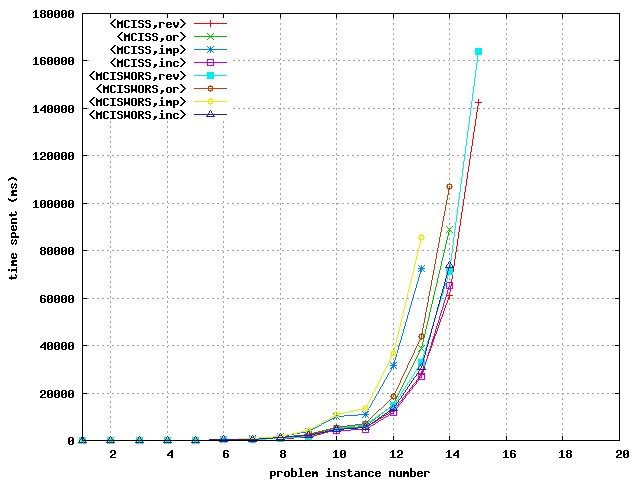 180000
160000
140000
120000
100000
80000
60000
40000
20000
0
time spent (ms)
<MCISS,rev>
<MCISS,or>
<MCISS,imp>
<MCISS,inc>
<MCISWORS,rev>
<MCISWORS,or>
<MCISWORS,imp>
<MCISWORS,inc>
2 4 6 8 10 12 14 16 18 20
problem instance number